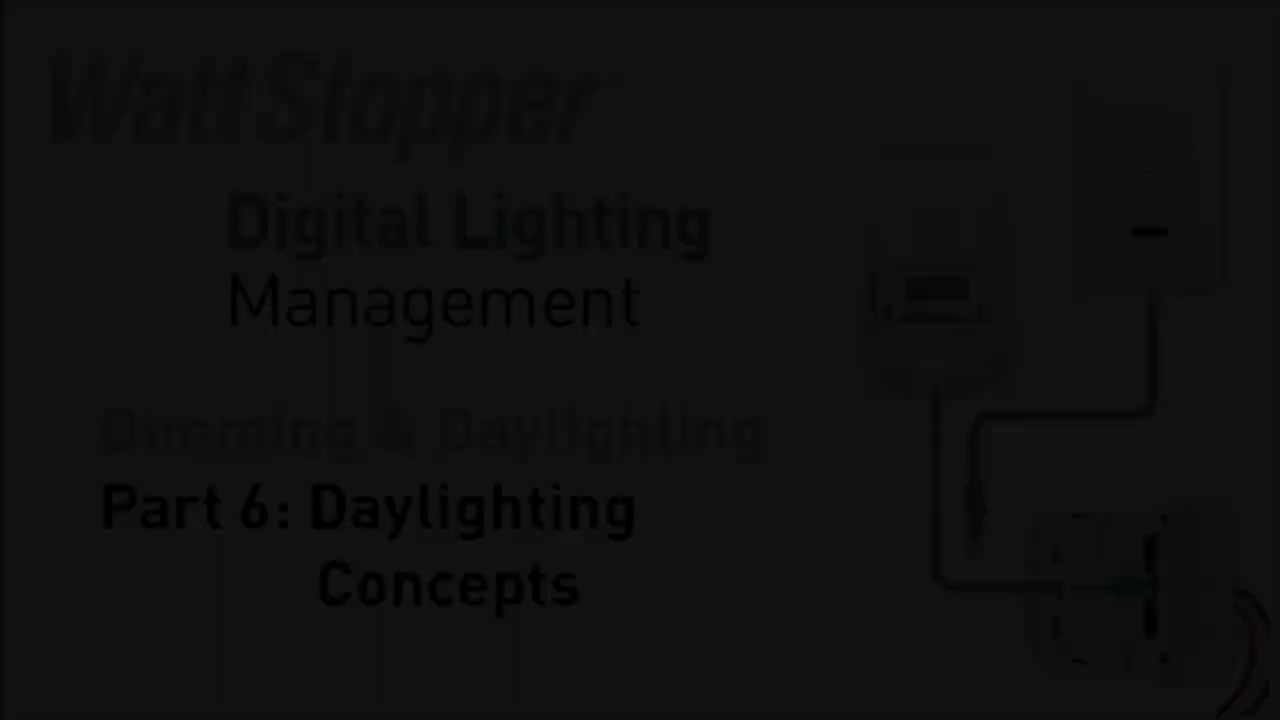 WattStopper
Digital Lighting
Management
Dimming & Daylighting
Part 6: Daylighting
Concepts